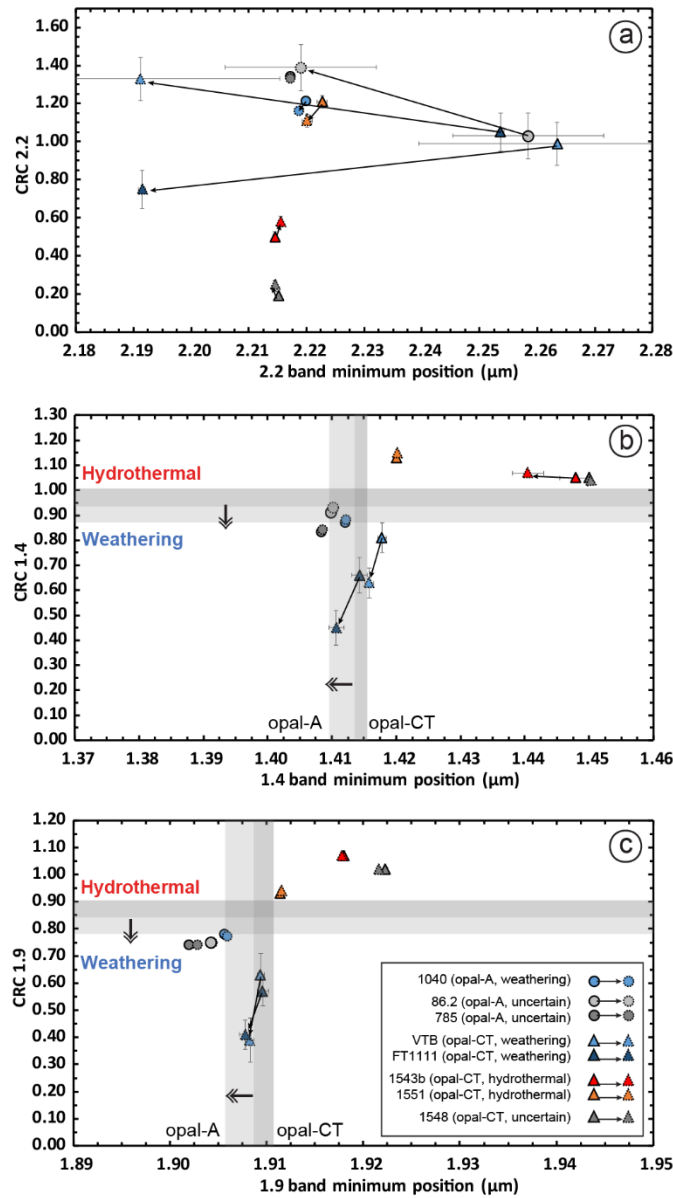 a
CRC 2.2
1.60
1.40
1.20
1.00
0.80
0.60
0.40
0.20
0.00
2.18 2.19 2.20 2.21 2.22 2.23 2.24 2.25 2.26 2.27 2.28
2.2 band minimum position (µm)
b
CRC 1.4
1.30
1.20
1.10
1.00
0.90
0.80
0.70
0.60
0.50
0.40
0.30
0.20
0.10
0.00
Hydrothermal
Weathering
opal-A opal-CT
1.37 1.38 1.39 1.40 1.41 1.42 1.43 1.44 1.45 1.46
1.4 band minimum position (µm)
c
CRC 1.9
1.20
1.10
1.00
0.90
0.80
0.70
0.60
0.50
0.40
0.30
0.20
0.10
0.00
Hydrothermal
Weathering
opal-A opal-CT
1040 (opal-A, weathering)
86.2 (opal-A, uncertain)
785 (opal-A, uncertain)
VTB (opal-CT, weathering)
FT1111 (opal-CT, weathering)
1543b (opal-CT, hydrothermal)
1551 (opal-CT, hydrothermal)
1548 (opal-CT, uncertain)
1.89 1.90 1.91 1.92 1.93 1.94 1.95
1.9 band minimum position (µm)